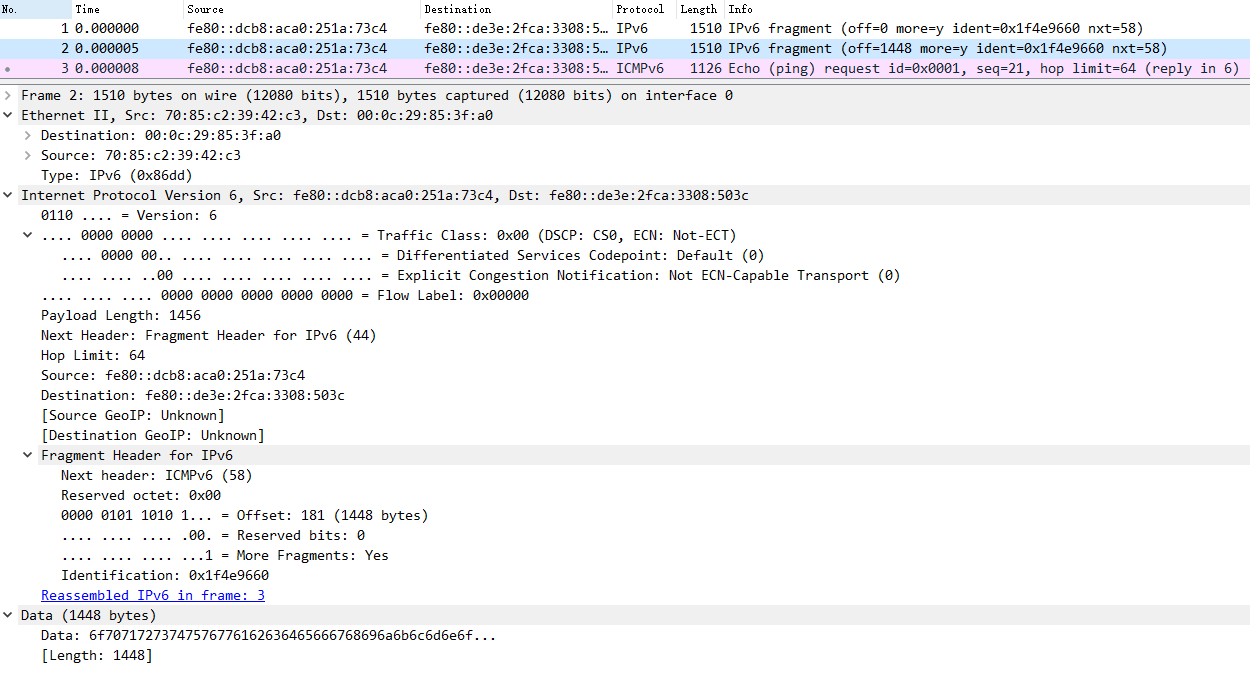 No. Time Source Destination Protocol Length Info
1 0.000000 fe80::dcb8:aca0:251a:73c4 fe80::de3e:2fca:3308:5… IPv6 1510 IPv6 fragment (off=0 more=y ident=0x1f4e9660 nxt=58)
2 0.000005 fe80::dcb8:aca0:251a:73c4 fe80::de3e:2fca:3308:5… IPv6 1510 IPv6 fragment (off=1448 more=y ident=0x1f4e9660 nxt=58)
3 0.000008 fe80::dcb8:aca0:251a:73c4 fe80::de3e:2fca:3308:5… ICMPv6 1126 Echo (ping) request id=0x0001, seq=21, hop limit=64 (reply in 6)
Frame 2: 1510 bytes on wire (12080 bits), 1510 bytes captured (12080 bits) on interface 0
Ethernet II, Src: 70:85:c2:39:42:c3, Dst: 00:0c:29:85:3f:a0
Destination: 00:0c:29:85:3f:a0
Source: 70:85:c2:39:42:c3
Type: IPv6 (0x86dd)
Internet Protocol Version 6, Src: fe80::dcb8:aca0:251a:73c4, Dst: fe80::de3e:2fca:3308:503c
0110 .... = Version: 6
.... 0000 0000 .... .... .... .... .... = Traffic Class: 0x00 (DSCP: CS0, ECN: Not-ECT)
.... 0000 00.. .... .... .... .... .... = Differentiated Services Codepoint: Default (0)
.... .... ..00 .... .... .... .... .... = Explicit Congestion Notification: Not ECN-Capable Transport (0)
.... .... .... 0000 0000 0000 0000 0000 = Flow Label: 0x00000
Payload Length: 1456
Next Header: Fragment Header for IPv6 (44)
Hop Limit: 64
Source: fe80::dcb8:aca0:251a:73c4
Destination: fe80::de3e:2fca:3308:503c
[Source GeoIP: Unknown]
[Destination GeoIP: Unknown]
Fragment Header for IPv6
Next header: ICMPv6 (58)
Reserved octet: 0x00
0000 0101 1010 1... = Offset: 181 (1448 bytes)
.... .... .... .00. = Reserved bits: 0
.... .... .... ...1 = More Fragments: Yes
Identification: 0x1f4e9660
Reassembled IPv6 in frame: 3
Data (1448 bytes)
Data: 6f7071727374757677616263646566676869​6a6b6c6d6e6f...
[Length: 1448]